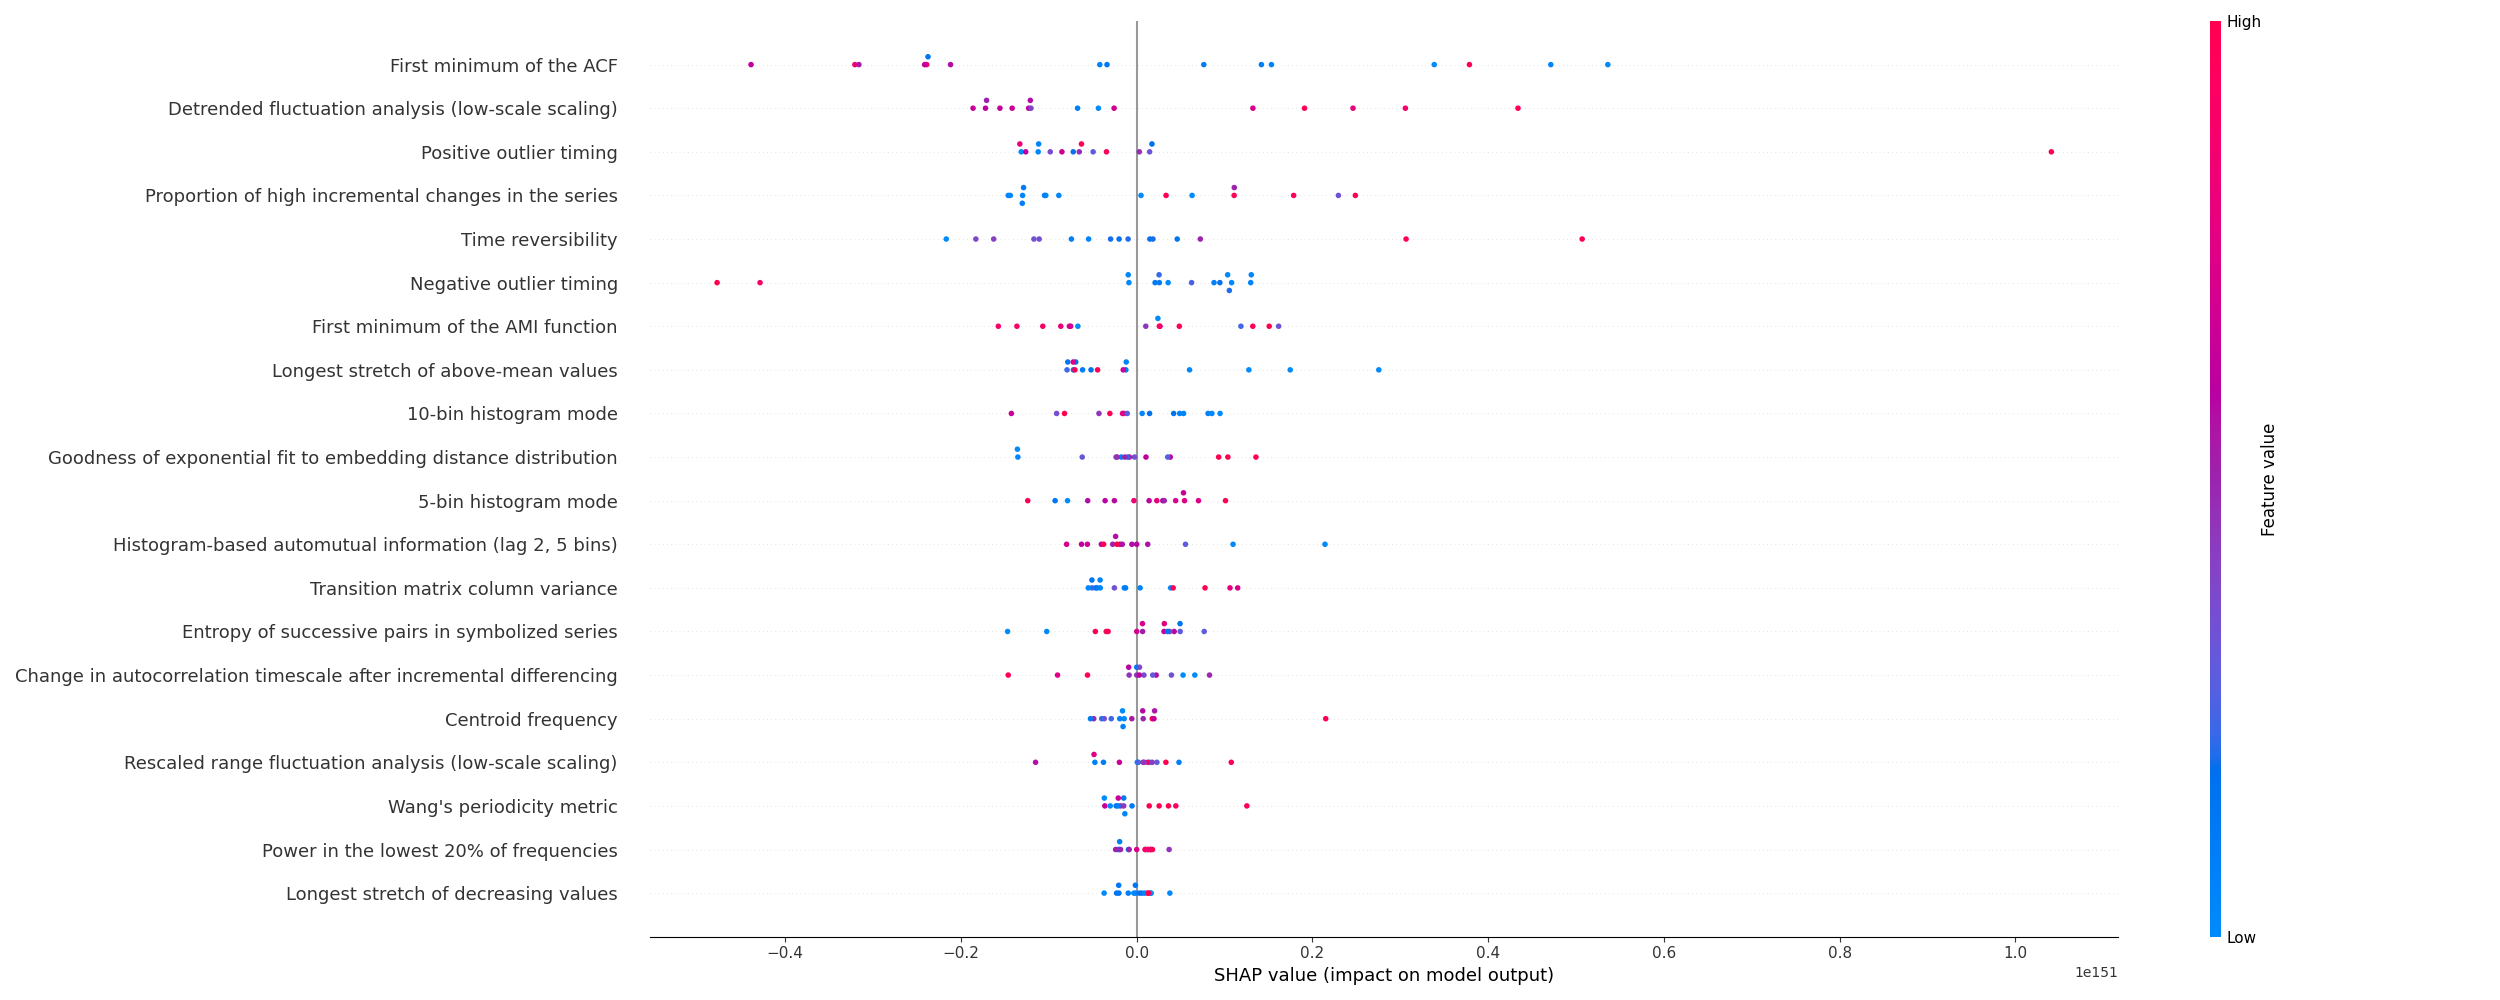 High
First minimum of the ACF
Detrended fluctuation analysis (low-scale scaling)
Positive outlier timing
Proportion of high incremental changes in the series
Time reversibility
Negative outlier timing
First minimum of the AMI function
Longest stretch of above-mean values
10-bin histogram mode
Goodness of exponential fit to embedding distance distribution
5-bin histogram mode
Histogram-based automutual information (lag 2, 5 bins)
Transition matrix column variance
Entropy of successive pairs in symbolized series
Change in autocorrelation timescale after incremental differencing
Centroid frequency
Rescaled range fluctuation analysis (low-scale scaling)
Wang's periodicity metric
Power in the lowest 20% of frequencies
Longest stretch of decreasing values
Feature value
Low
−0.4 −0.2 0.0 0.2 0.4 0.6 0.8 1.0
1e151
SHAP value (impact on model output)